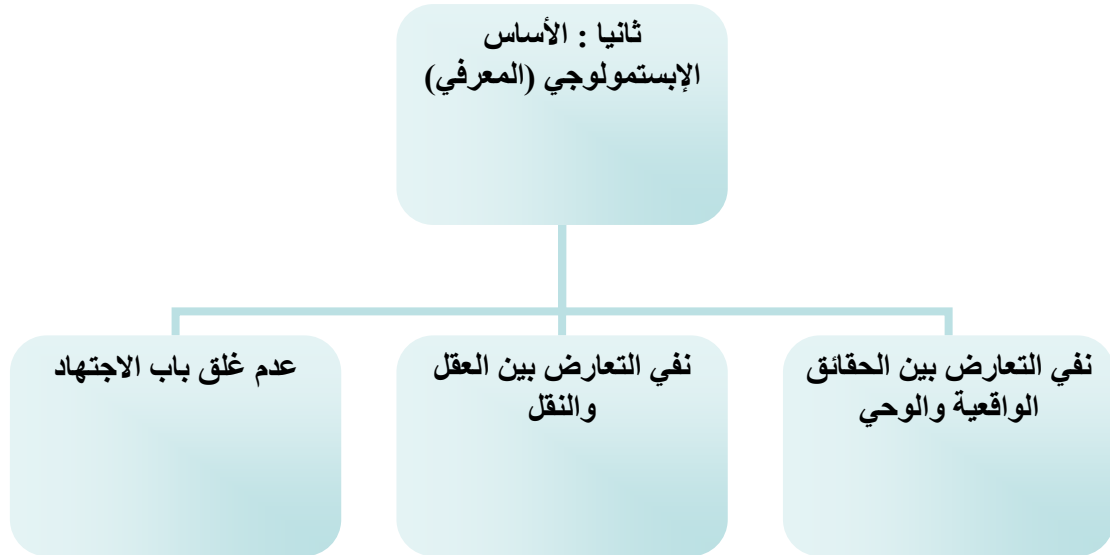 ثانيا : الأساس
الإبستمولوجي (المعرفي)
نفي التعارض بين الحقائق
الواقعية والوحي
نفي التعارض بين العقل
والنقل
عدم غلق باب الاجتهاد